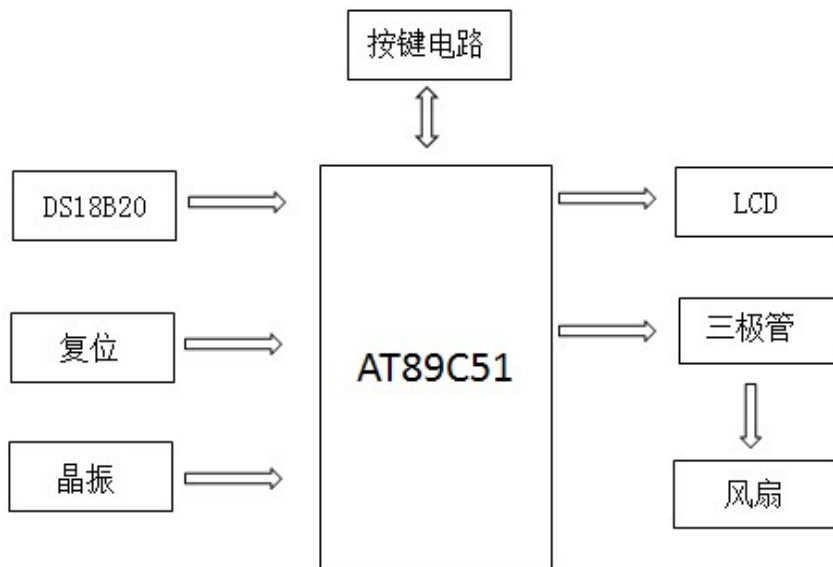 按键电路
DS18B20
LCD
复位
三极管
AT89C51
晶振
风扇